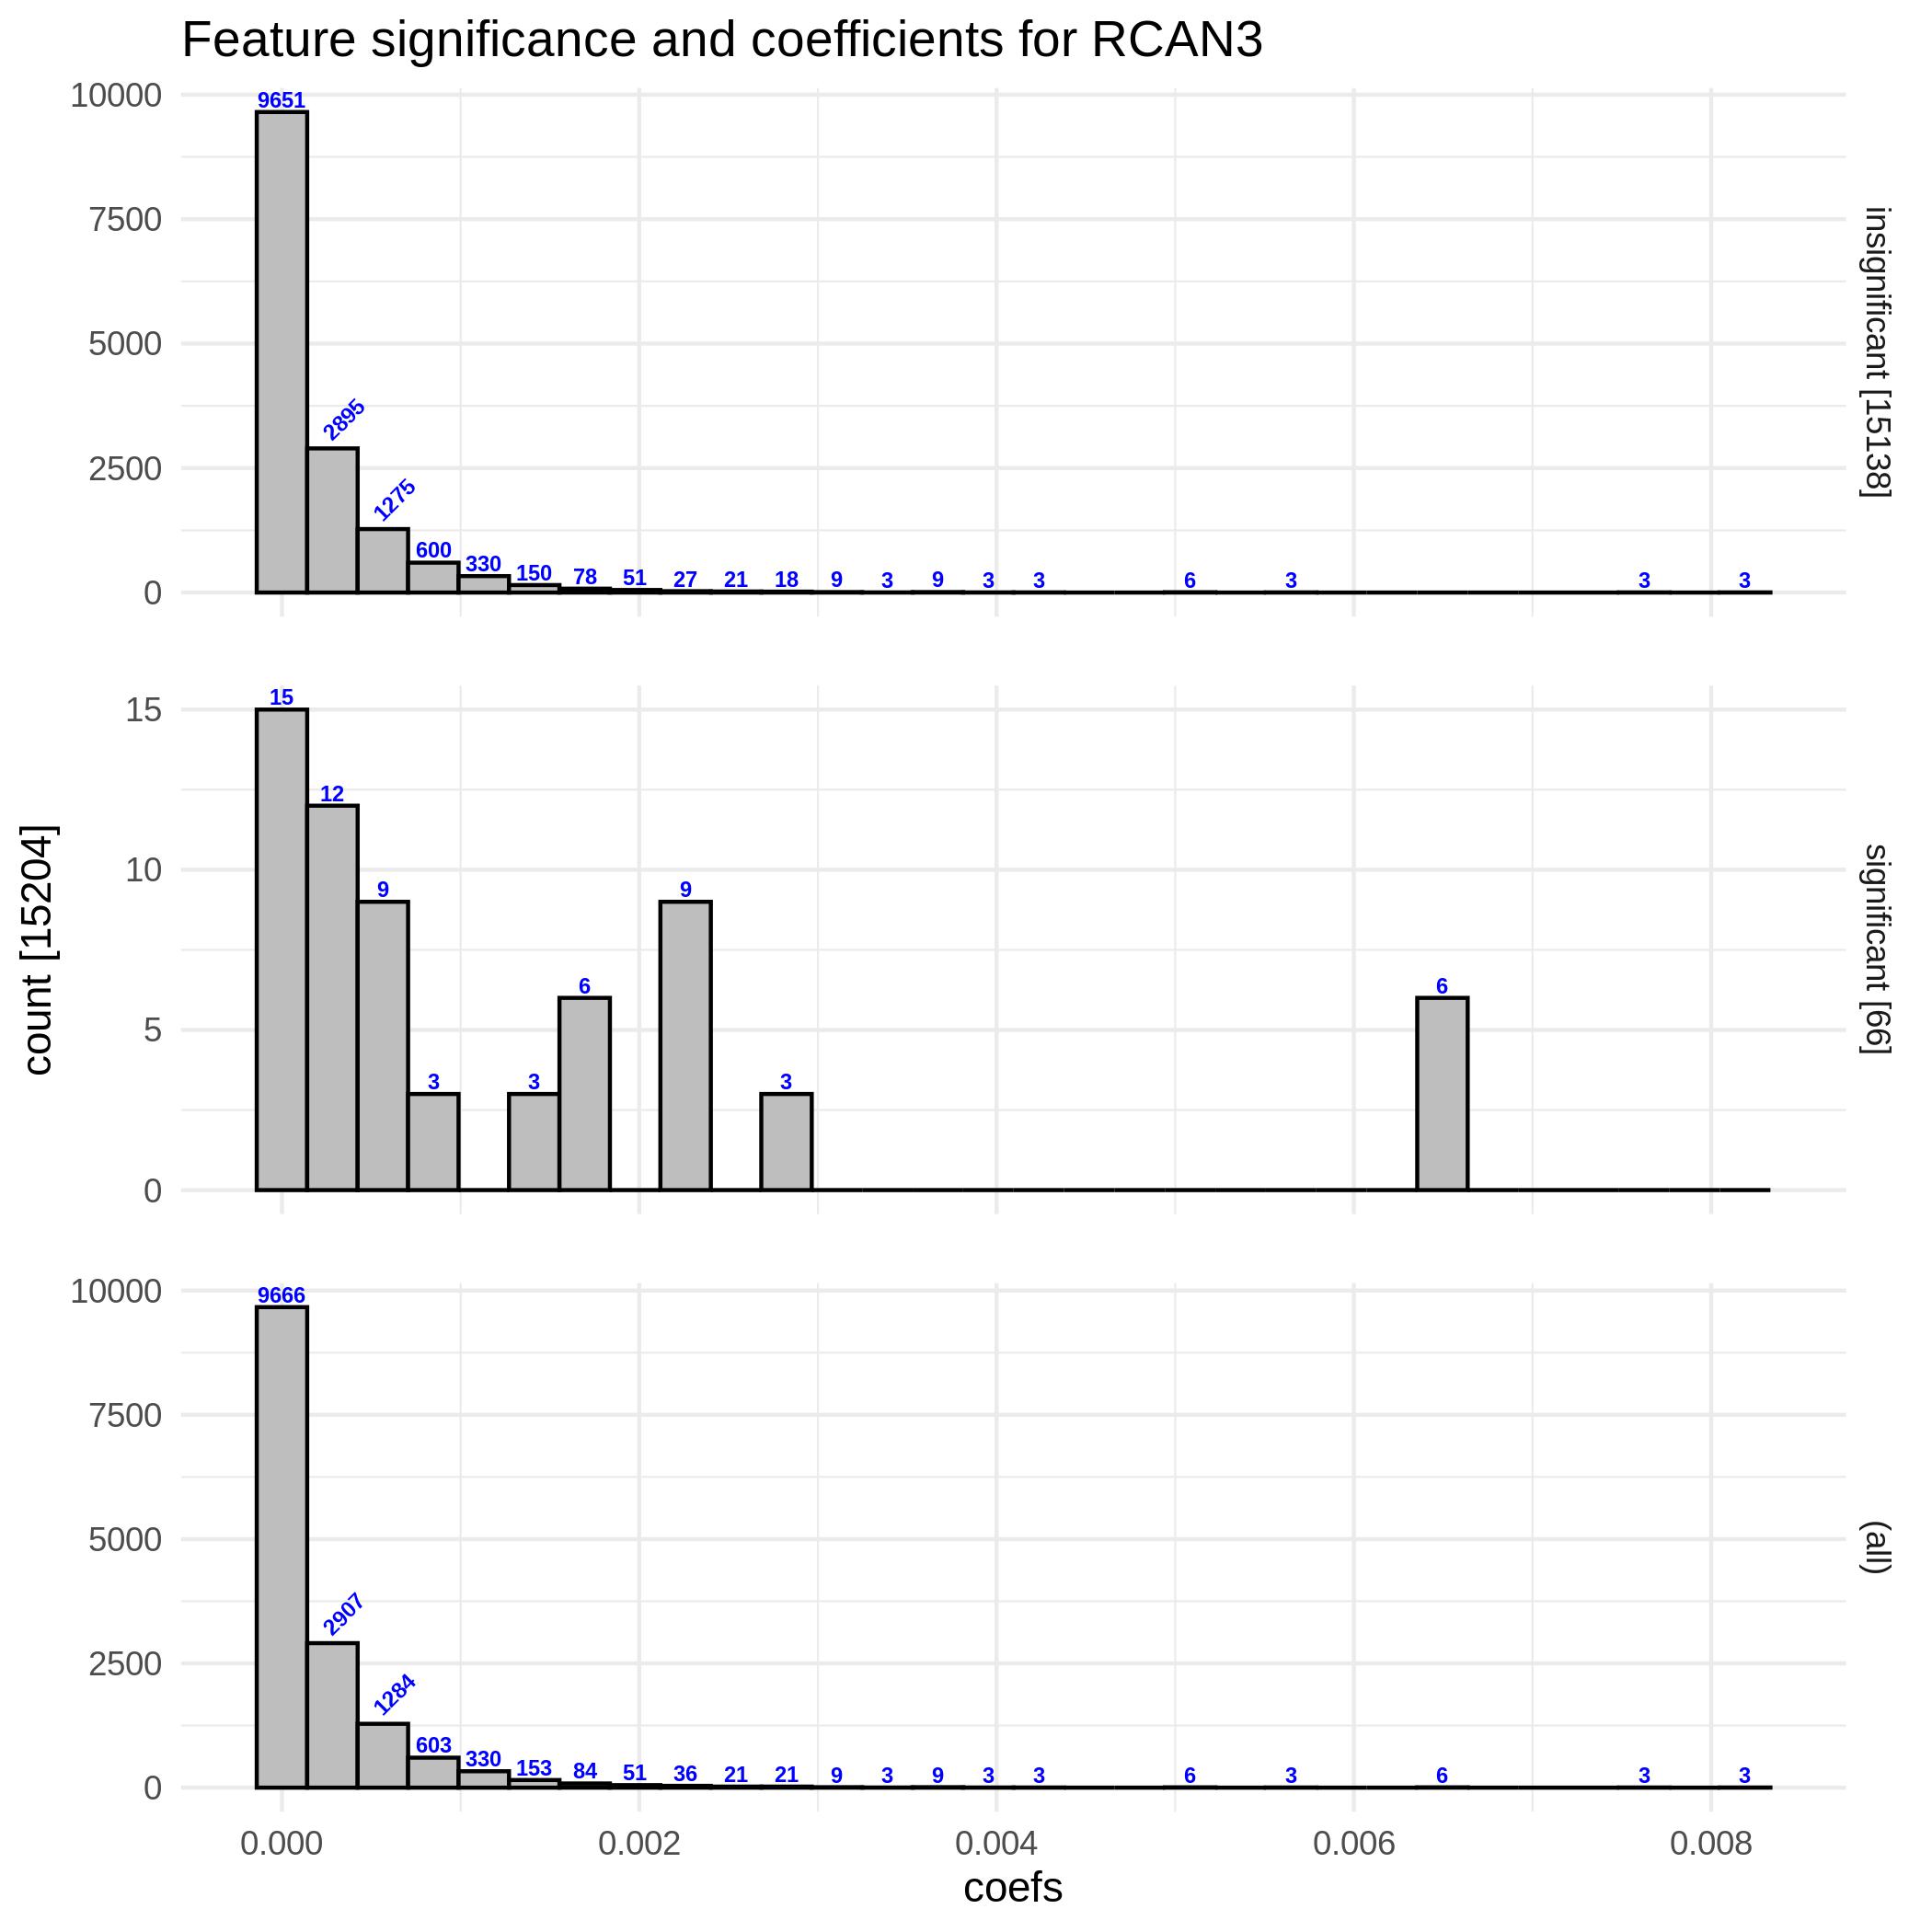 Feature significance and coefficients for RCAN3
10000
7500
5000
2500
0
9651
2895
1275
600 330 150 78 51 27 21 18 9 3 9 3 3 6 3 3 3
insignificant [15138]
count [15204]
15
10
5
0
15
12
9
3 3 6 9 3 6
significant [66]
10000
7500
5000
2500
0
9666
2907
1284
603 330 153 84 51 36 21 21 9 3 9 3 3 6 3 6 3 3
(all)
0.000 0.002 0.004 0.006 0.008
coefs